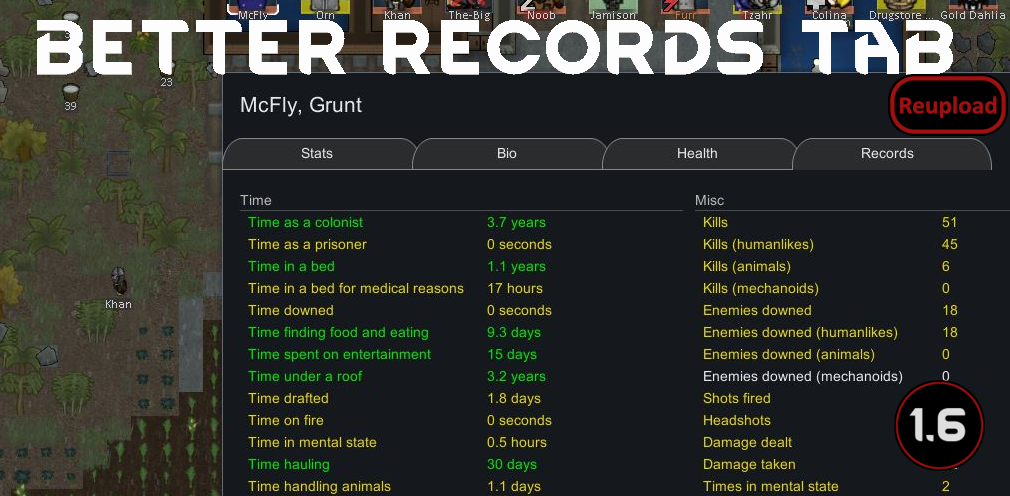 McFly Orn Khan The-Big Noob Jamison Furr Tzahr Colina Drugstore ... Gold Dahlia
BETTER RECORDS TAB
23
39
McFly, Grunt
Reupload
Stats Bio Health Records
Time Misc
Time as a colonist 3.7 years Kills 51
Time as a prisoner 0 seconds Kills (humanlikes) 45
Time in a bed 1.1 years Kills (animals) 6
Time in a bed for medical reasons 17 hours Kills (mechanoids) 0
Khan
Time downed 0 seconds Enemies downed 18
Time finding food and eating 9.3 days Enemies downed (humanlikes) 18
Time spent on entertainment 15 days Enemies downed (animals) 0
Time under a roof 3.2 years Enemies downed (mechanoids) 0
Time drafted 1.8 days Shots fired
Time on fire 0 seconds Headshots
1.6
Time in mental state 0.5 hours Damage dealt
Time hauling 30 days Damage taken
Time handling animals 1.1 days Times in mental state 2